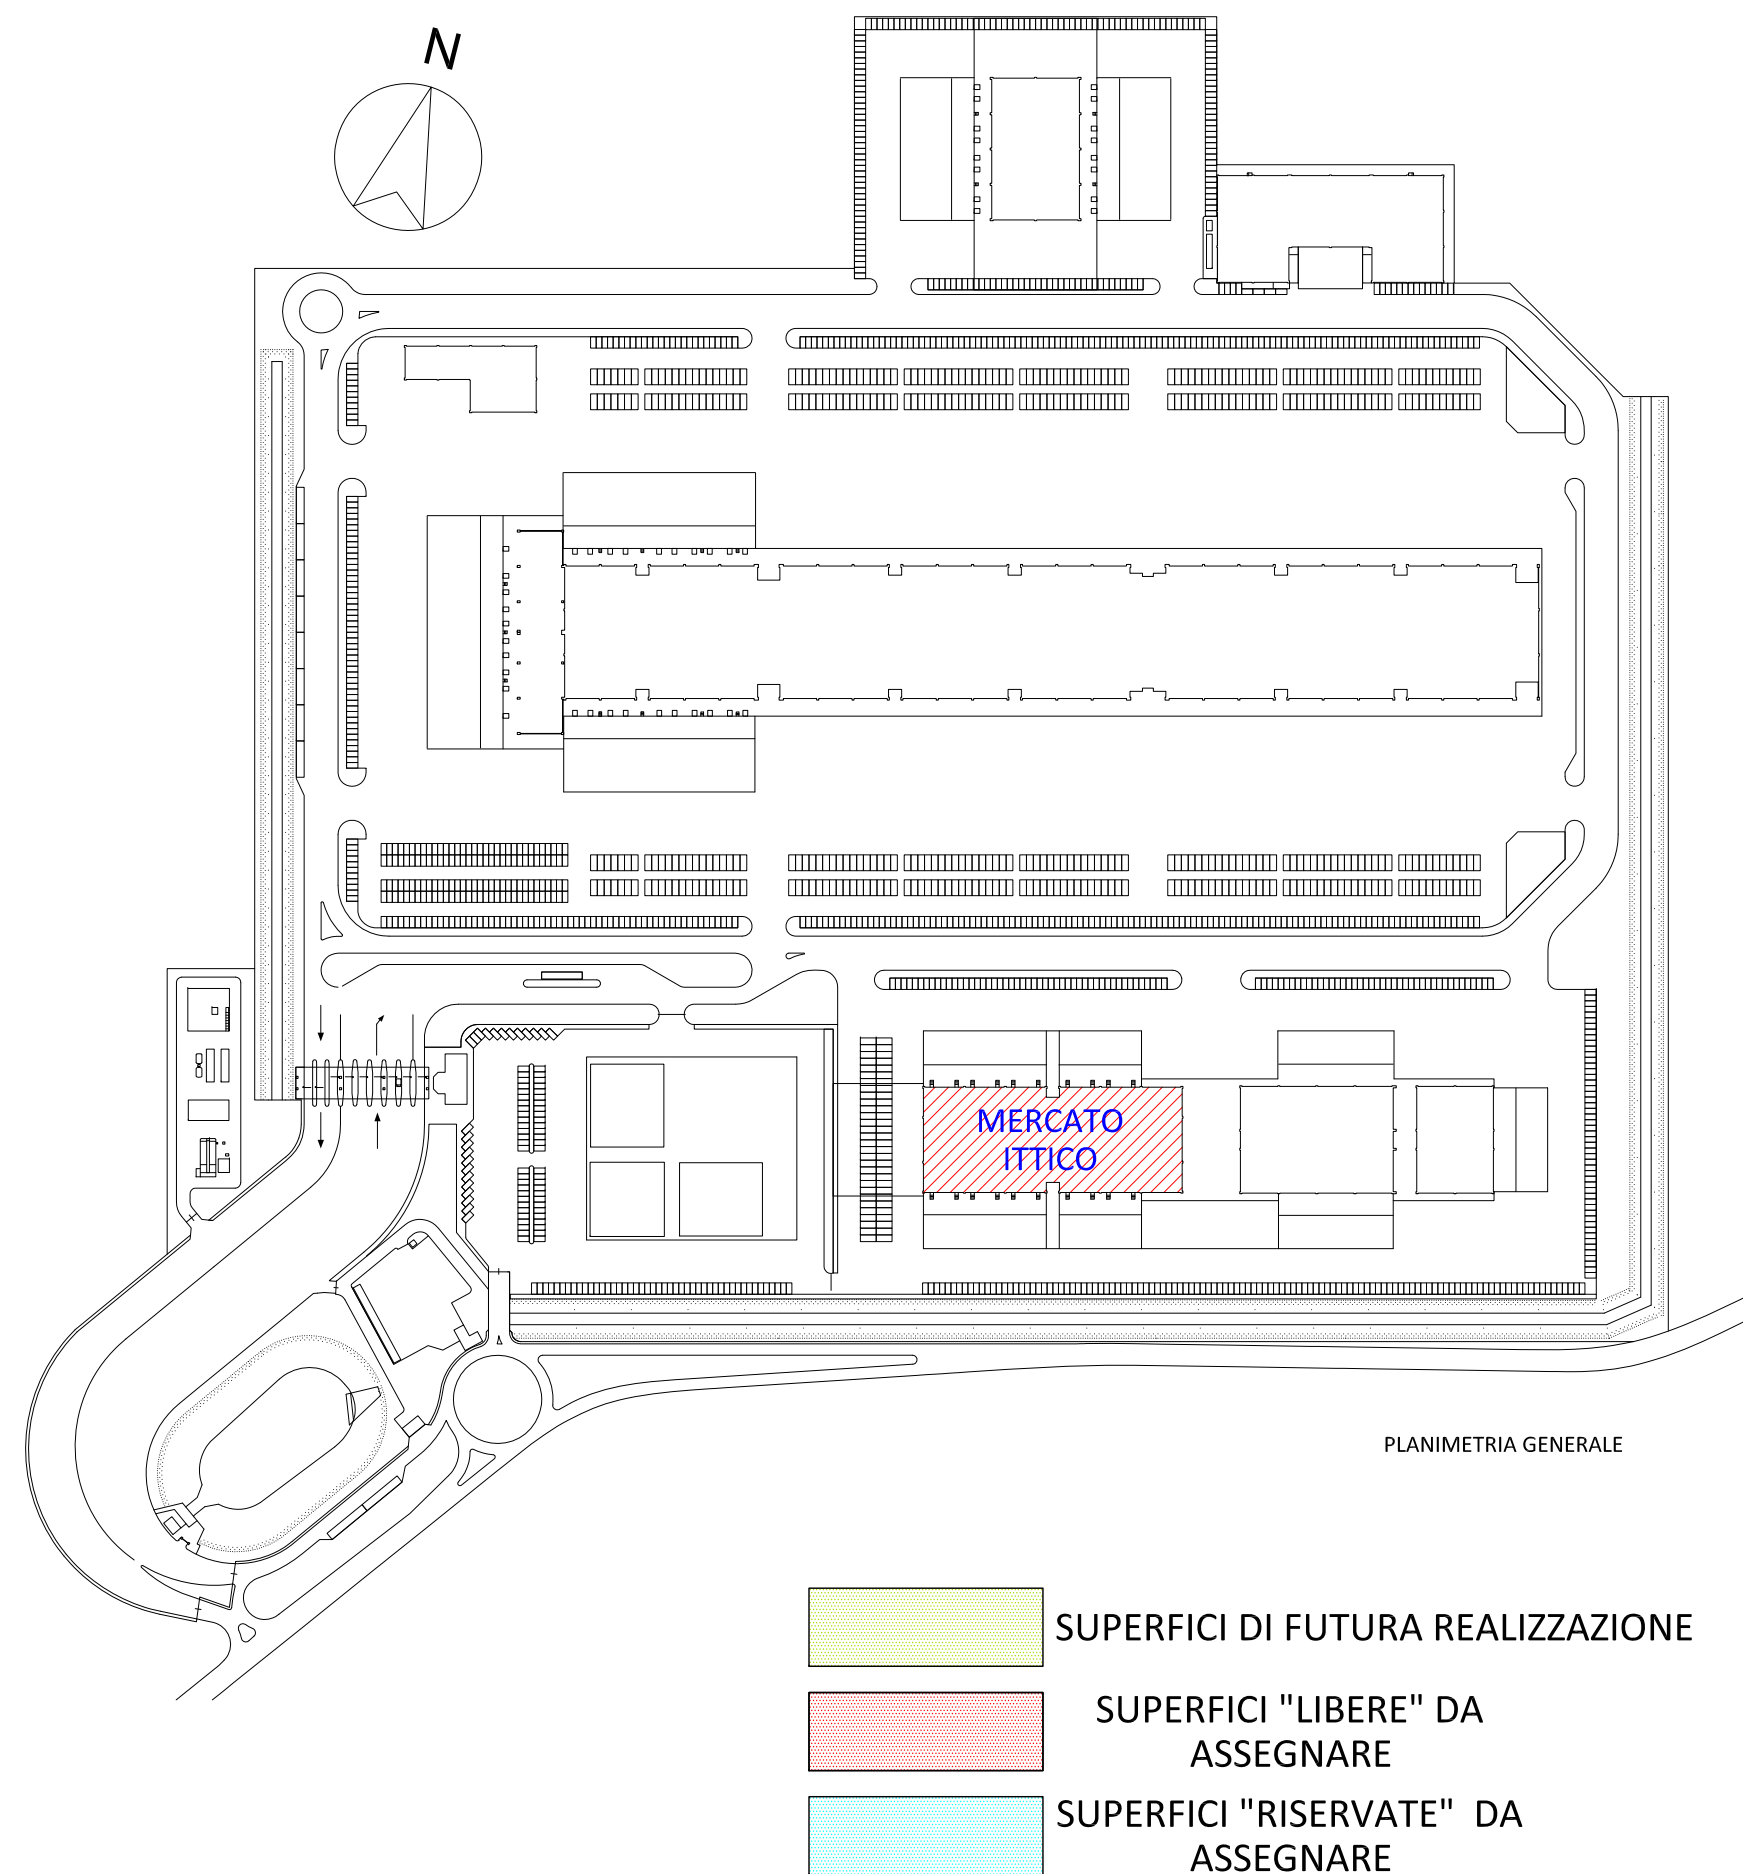 N
MERCATO
ITTICO
PLANIMETRIA GENERALE
SUPERFICI DI FUTURA REALIZZAZIONE
SUPERFICI "LIBERE" DA
ASSEGNARE
SUPERFICI "RISERVATE" DA
ASSEGNARE